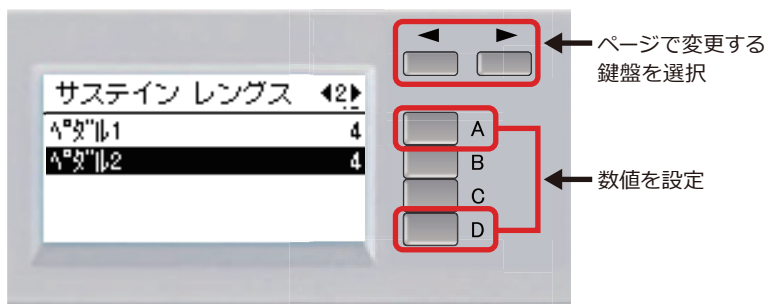 サステイン レングス ◀2▶
ﾍﾟﾀﾞﾙ1 4
ﾍﾟﾀﾞﾙ2 4
◀ ▶
A
B
C
D
ページで変更する
鍵盤を選択
数値を設定